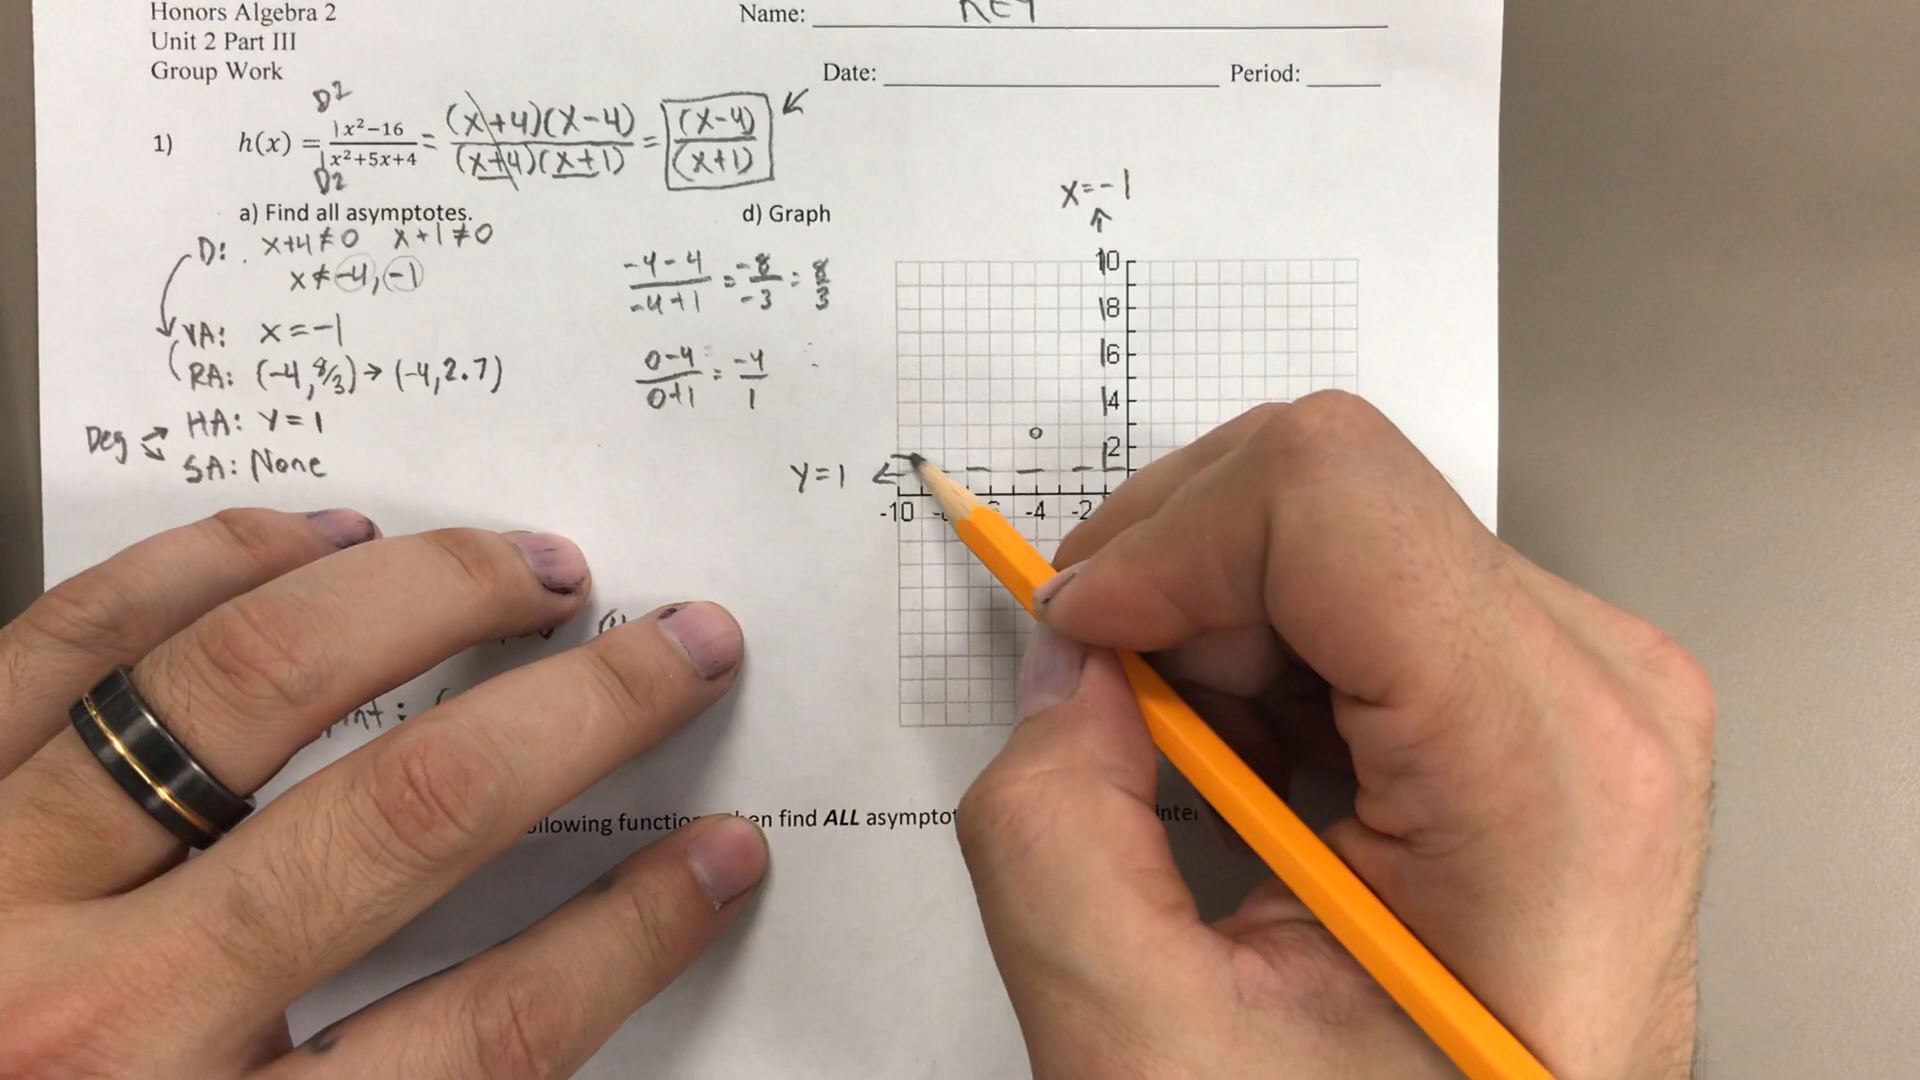 Honors Algebra 2
Name: KEY
Unit 2 Part III
Group Work
Date: Period:
D2
1) h(x) = 1x²−16 / 1x²+5x+4 = (x+4)(x-4) / (x+4)(x+1) = (x-4) / (x+1)
D2
x=-1
a) Find all asymptotes.
d) Graph
D: x+4≠0 x+1≠0
x≠-4,-1
VA: x=-1
RA: (-4,8/3)→(-4,2.7)
Deg
HA: y=1
SA: None
-4-4 / -4+1 = -8 / -3 = 8 / 3
0-4 / 0+1 = -4 / 1
10
8
6
4
2
y=1
-10 -4 -2
following function then find ALL